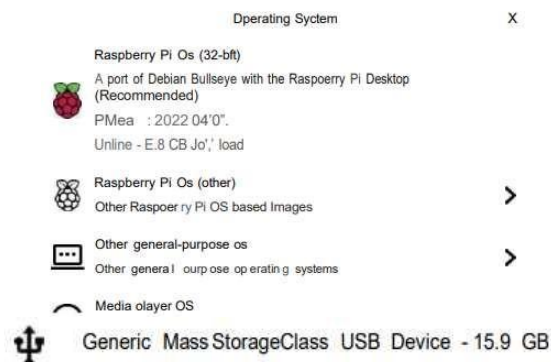 Dperating Syctem X
Raspberry Pi Os (32-bft)
A port of Debian Bullseye with the Raspoerry Pi Desktop
(Recommended)
PMea : 2022 04'0".
Unline - E.8 CB Jo',' load
Raspberry Pi Os (other)
Other Raspoer ry Pi OS based Images
Other general-purpose os
Other genera l ourp ose op eratin g systems
Media olayer OS
Generic Mass StorageClass USB Device - 15.9 GB